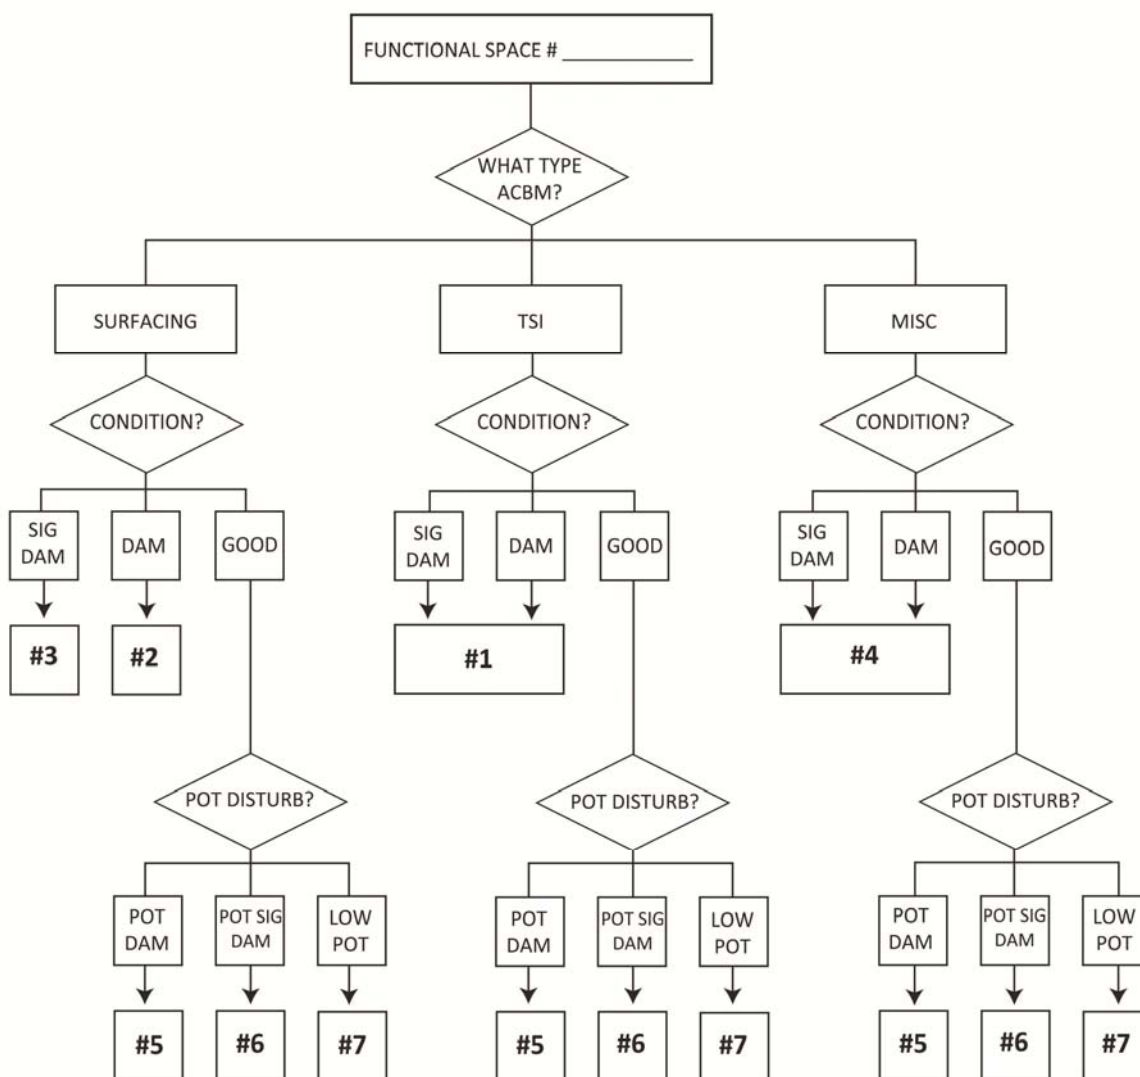 FUNCTIONAL SPACE # ____________
WHAT TYPE
ACBM?
SURFACING
TSI
MISC
CONDITION?
CONDITION?
CONDITION?
SIG
DAM
DAM
GOOD
SIG
DAM
DAM
GOOD
SIG
DAM
DAM
GOOD
#3
#2
#1
#4
POT DISTURB?
POT DISTURB?
POT DISTURB?
POT
DAM
POT SIG
DAM
LOW
POT
POT
DAM
POT SIG
DAM
LOW
POT
POT
DAM
POT SIG
DAM
LOW
POT
#5
#6
#7
#5
#6
#7
#5
#6
#7